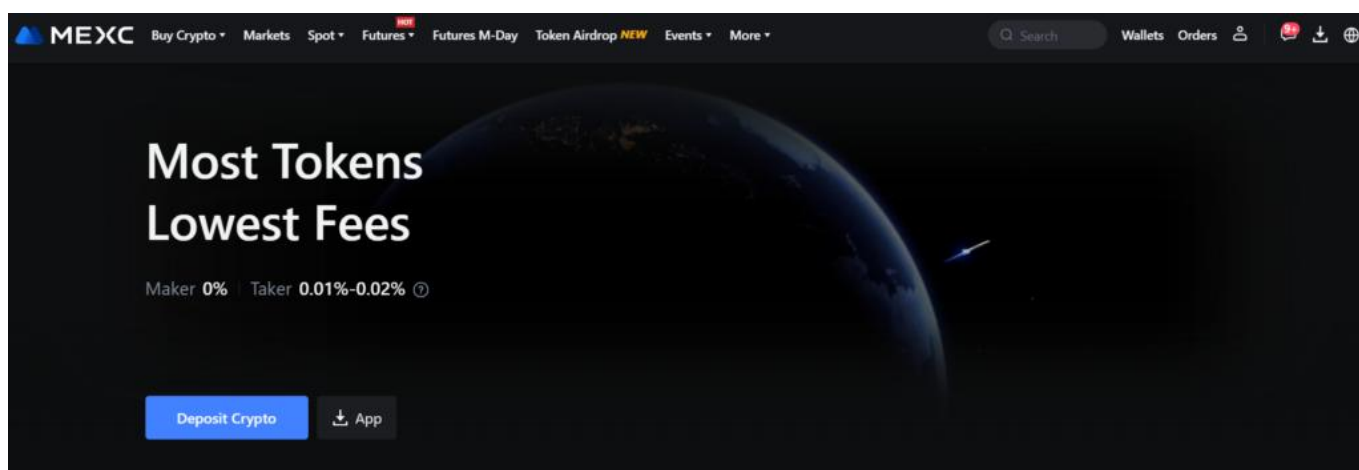 MEXC Buy Crypto Markets Spot Futures HOT Futures M-Day Token Airdrop NEW Events More Search Wallets Orders 9+
Most Tokens
Lowest Fees
Maker 0% Taker 0.01%-0.02%
Deposit Crypto App